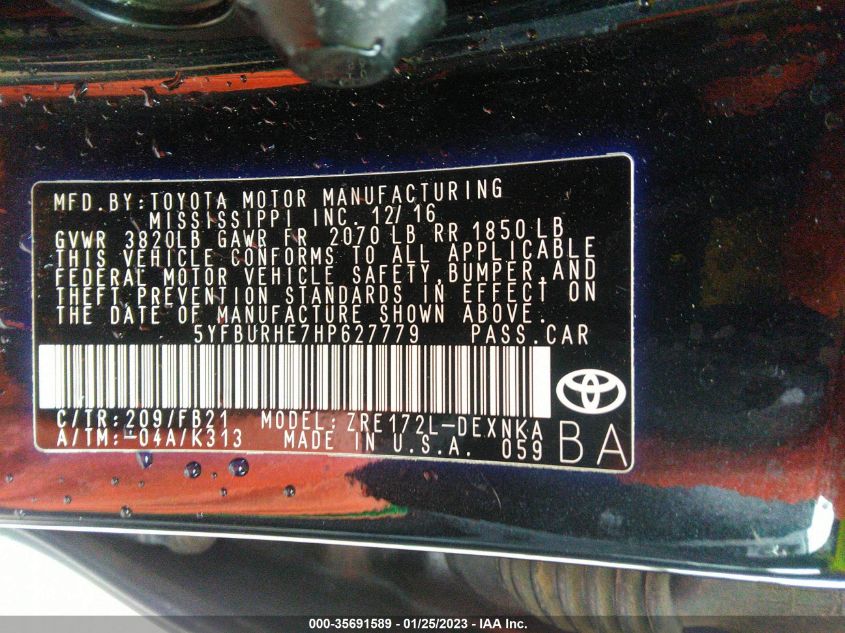 MFD.BY:TOYOTA MOTOR MANUFACTURING
MISSISSIPPI INC. 12/16
GVWR 3820LB GAWR FR 2070 LB RR 1850 LB
THIS VEHICLE CONFORMS TO ALL APPLICABLE
FEDERAL MOTOR VEHICLE SAFETY,BUMPER,AND
THEFT PREVENTION STANDARDS IN EFFECT ON
THE DATE OF MANUFACTURE SHOWN ABOVE.
5YFBURHE7HP627779 PASS.CAR
C/TR:209/FB21 MODEL:ZRE172L-DEXNKA
A/TM:-04A/K313 MADE IN U.S.A. 059
BA
000-35691589 - 01/25/2023 - IAA Inc.